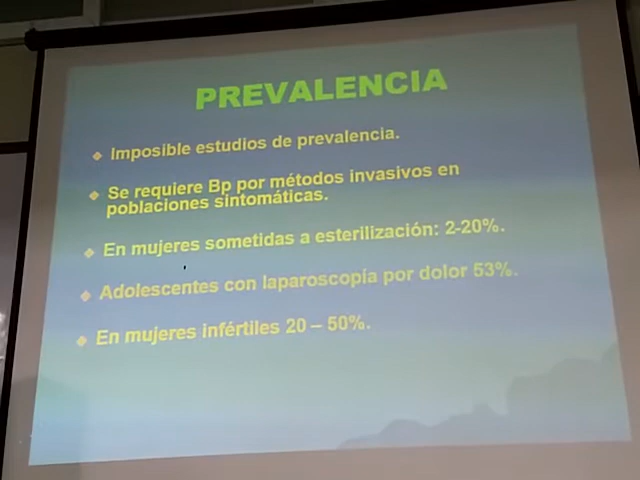 PREVALENCIA
Imposible estudios de prevalencia.
Se requiere Bp por métodos invasivos en
poblaciones sintomáticas.
En mujeres sometidas a esterilización: 2-20%.
Adolescentes con laparoscopía por dolor 53%.
En mujeres infértiles 20 – 50%.